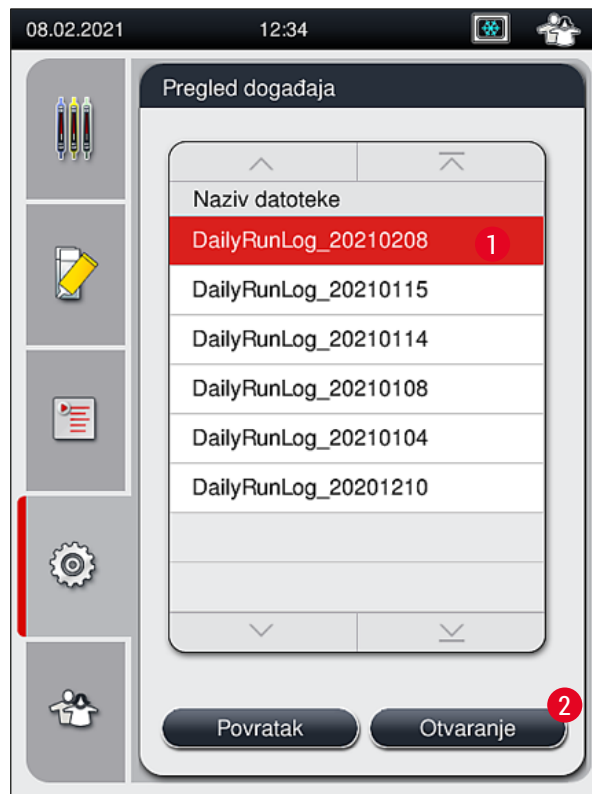 08.02.2021 12:34
Pregled događaja
Naziv datoteke
DailyRunLog_20210208 1
DailyRunLog_20210115
DailyRunLog_20210114
DailyRunLog_20210108
DailyRunLog_20210104
DailyRunLog_20201210
2
Povratak Otvaranje